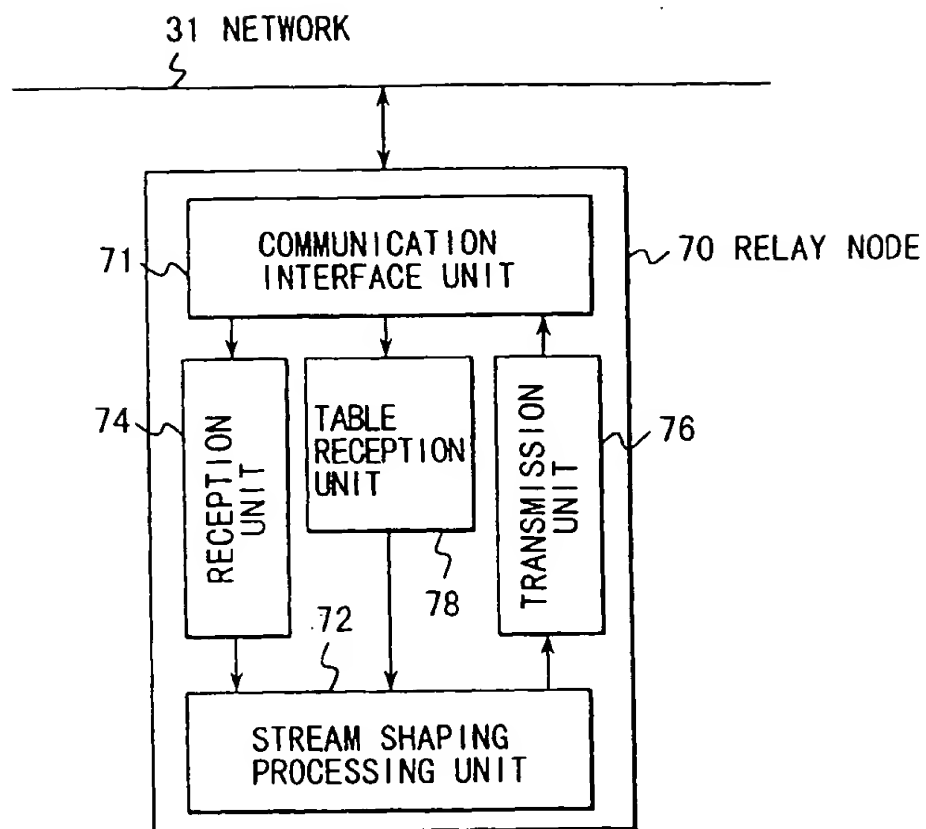 31 NETWORK
71
COMMUNICATION
INTERFACE UNIT
70 RELAY NODE
74
RECEPTION
UNIT
TABLE
RECEPTION
UNIT
TRANSMISSION
UNIT
76
78
72
STREAM SHAPING
PROCESSING UNIT